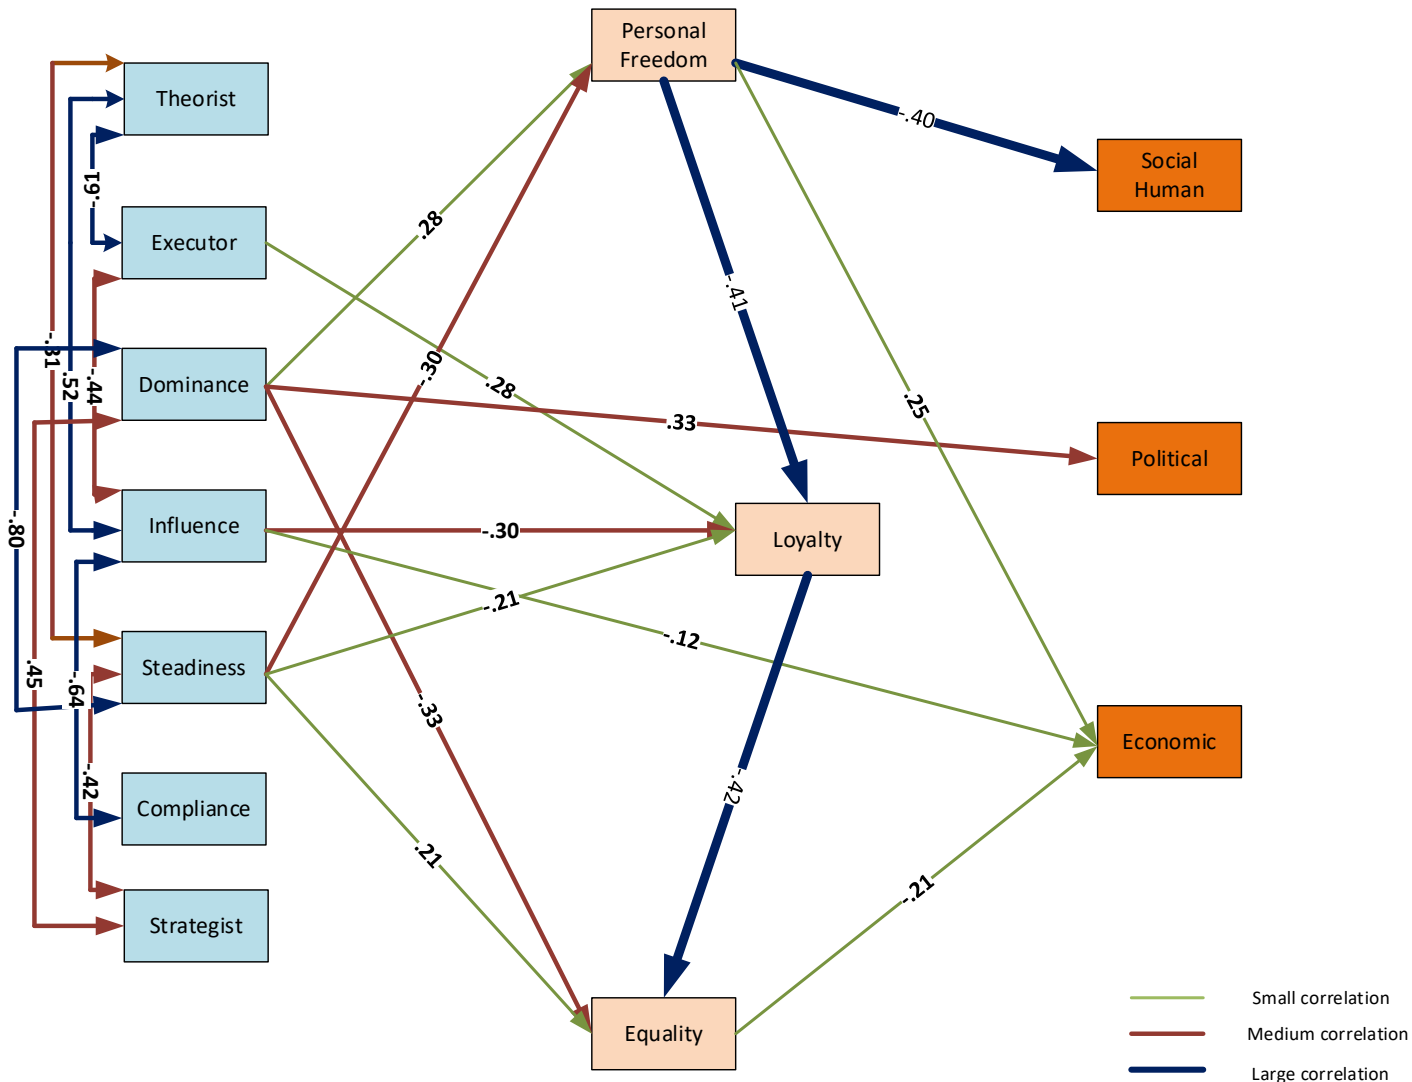 Personal
Freedom
Theorist
-.40
Social
Human
-.61
Executor
.28
-.41
-.31
.52
-.44
Dominance
-.30
.28
.25
.33
Political
-.80
Influence
-.30
Loyalty
-.21
-.12
Steadiness
.45
-.64
-.33
Economic
-.42
-.42
Compliance
.21
-.21
Strategist
Equality
Small correlation
Medium correlation
Large correlation